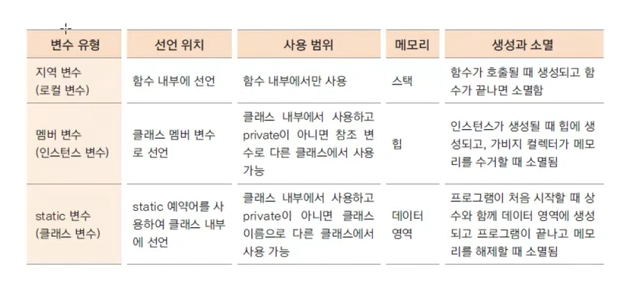 변수 유형 선언 위치 사용 범위 메모리 생성과 소멸
지역 변수
(로컬 변수)
함수 내부에 선언
함수 내부에서만 사용
스택
함수가 호출될 때 생성되고 함
수가 끝나면 소멸함
멤버 변수
(인스턴스 변수)
클래스 멤버 변수
로 선언
클래스 내부에서 사용하고
private이 아니면 참조 변
수로 다른 클래스에서 사용
가능
힙
인스턴스가 생성될 때 힙에 생
성되고, 가비지 컬렉터가 메모
리를 수거할 때 소멸됨
static 변수
(클래스 변수)
static 예약어를 사
용하여 클래스 내부
에 선언
클래스 내부에서 사용하고
private이 아니면 클래스
이름으로 다른 클래스에서
사용 가능
데이터
영역
프로그램이 처음 시작할 때 상
수와 함께 데이터 영역에 생성
되고 프로그램이 끝나고 메모
리를 해제할 때 소멸됨